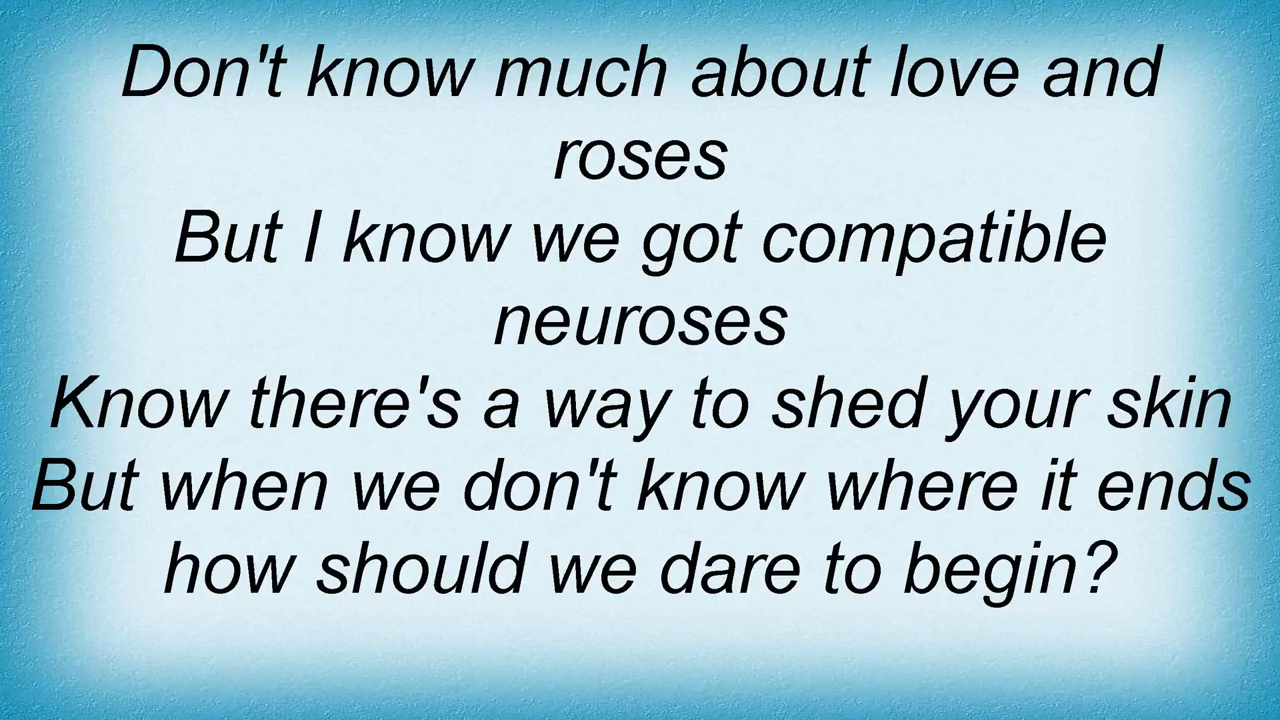 Don't know much about love and
roses
But I know we got compatible
neuroses
Know there's a way to shed your skin
But when we don't know where it ends
how should we dare to begin?